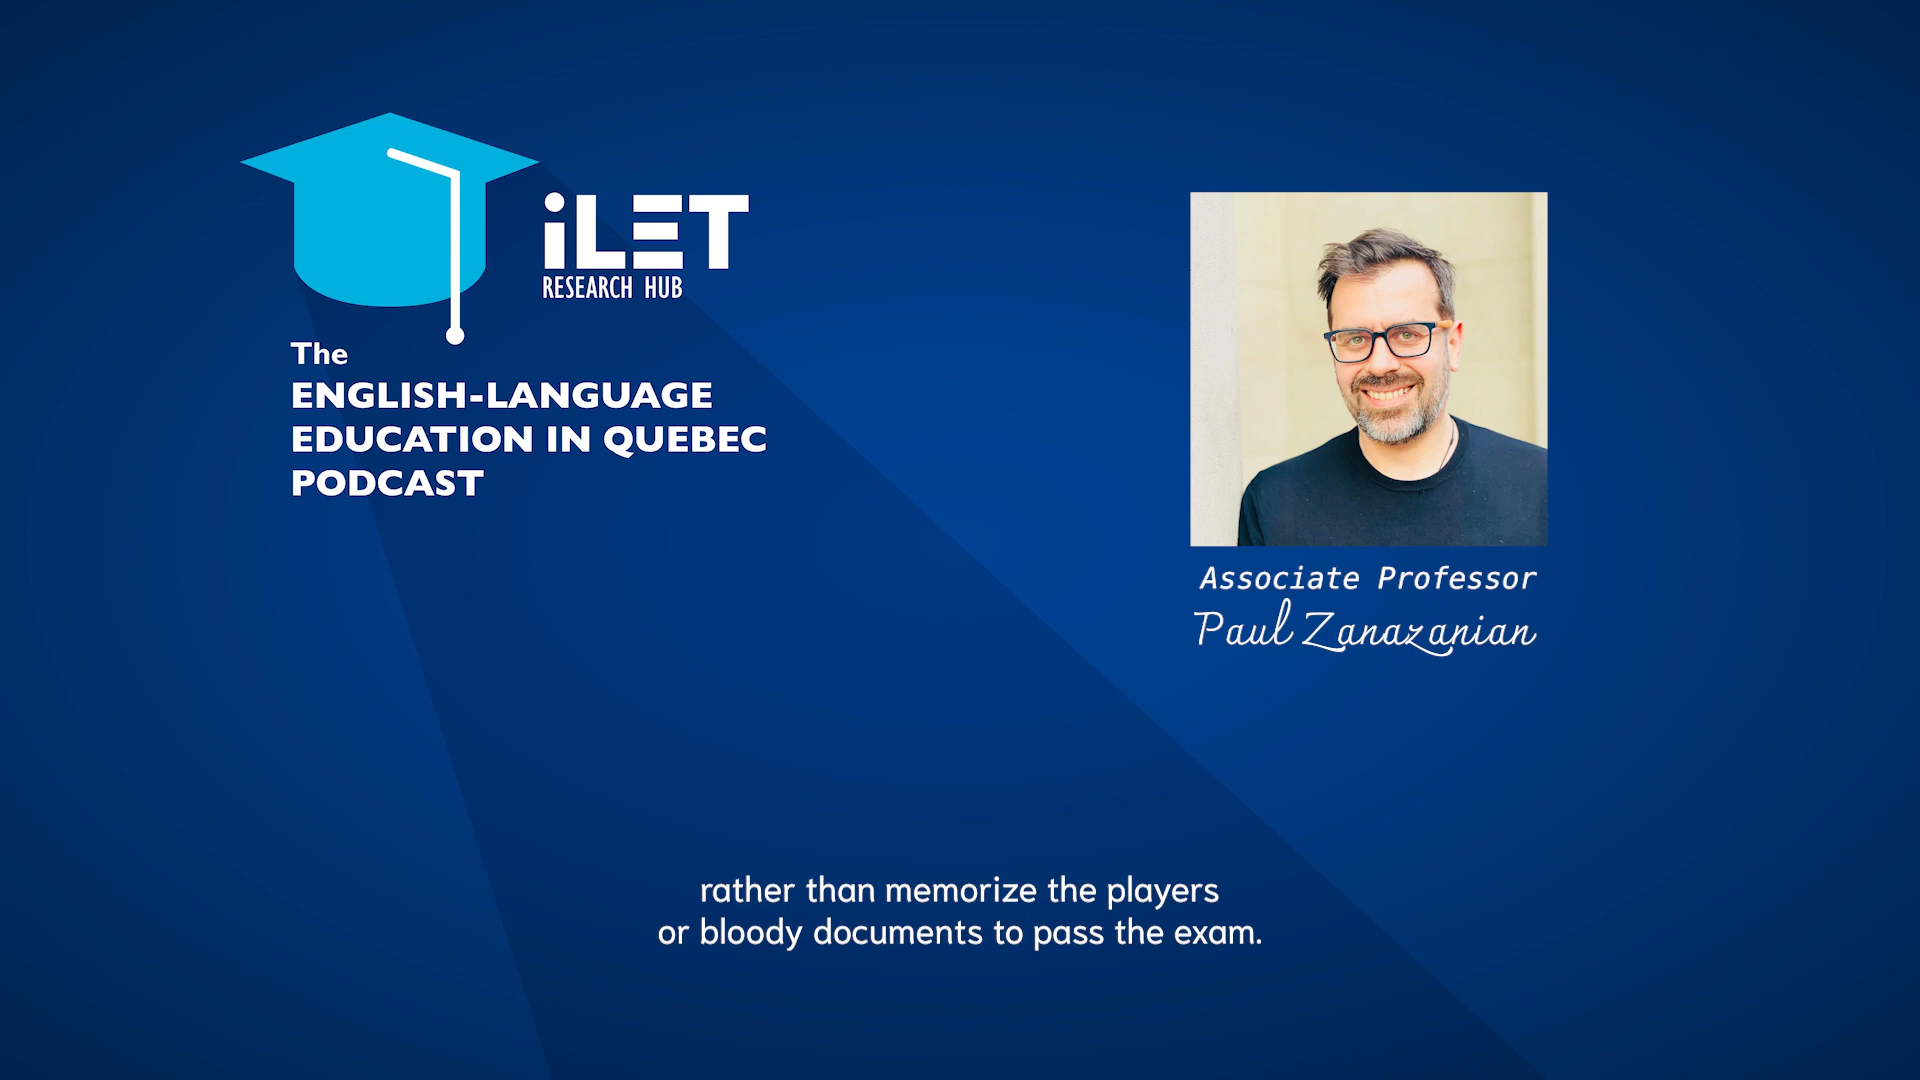 iLET
RESEARCH HUB
The
ENGLISH-LANGUAGE
EDUCATION IN QUEBEC
PODCAST
Associate Professor
Paul Zanazanian
rather than memorize the players
or bloody documents to pass the exam.